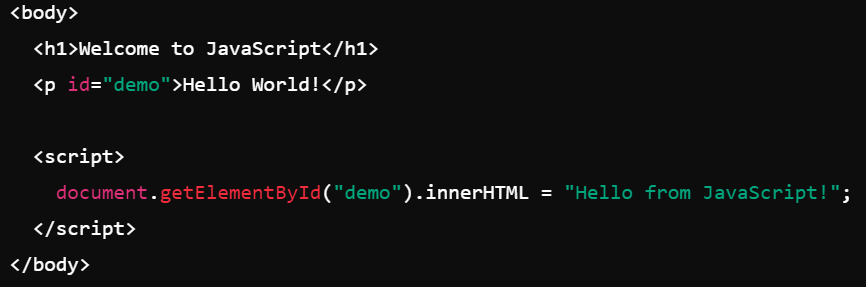 <body>
<h1>Welcome to JavaScript</h1>
<p id="demo">Hello World!</p>
<script>
document.getElementById("demo").innerHTML = "Hello from JavaScript!";
</script>
</body>